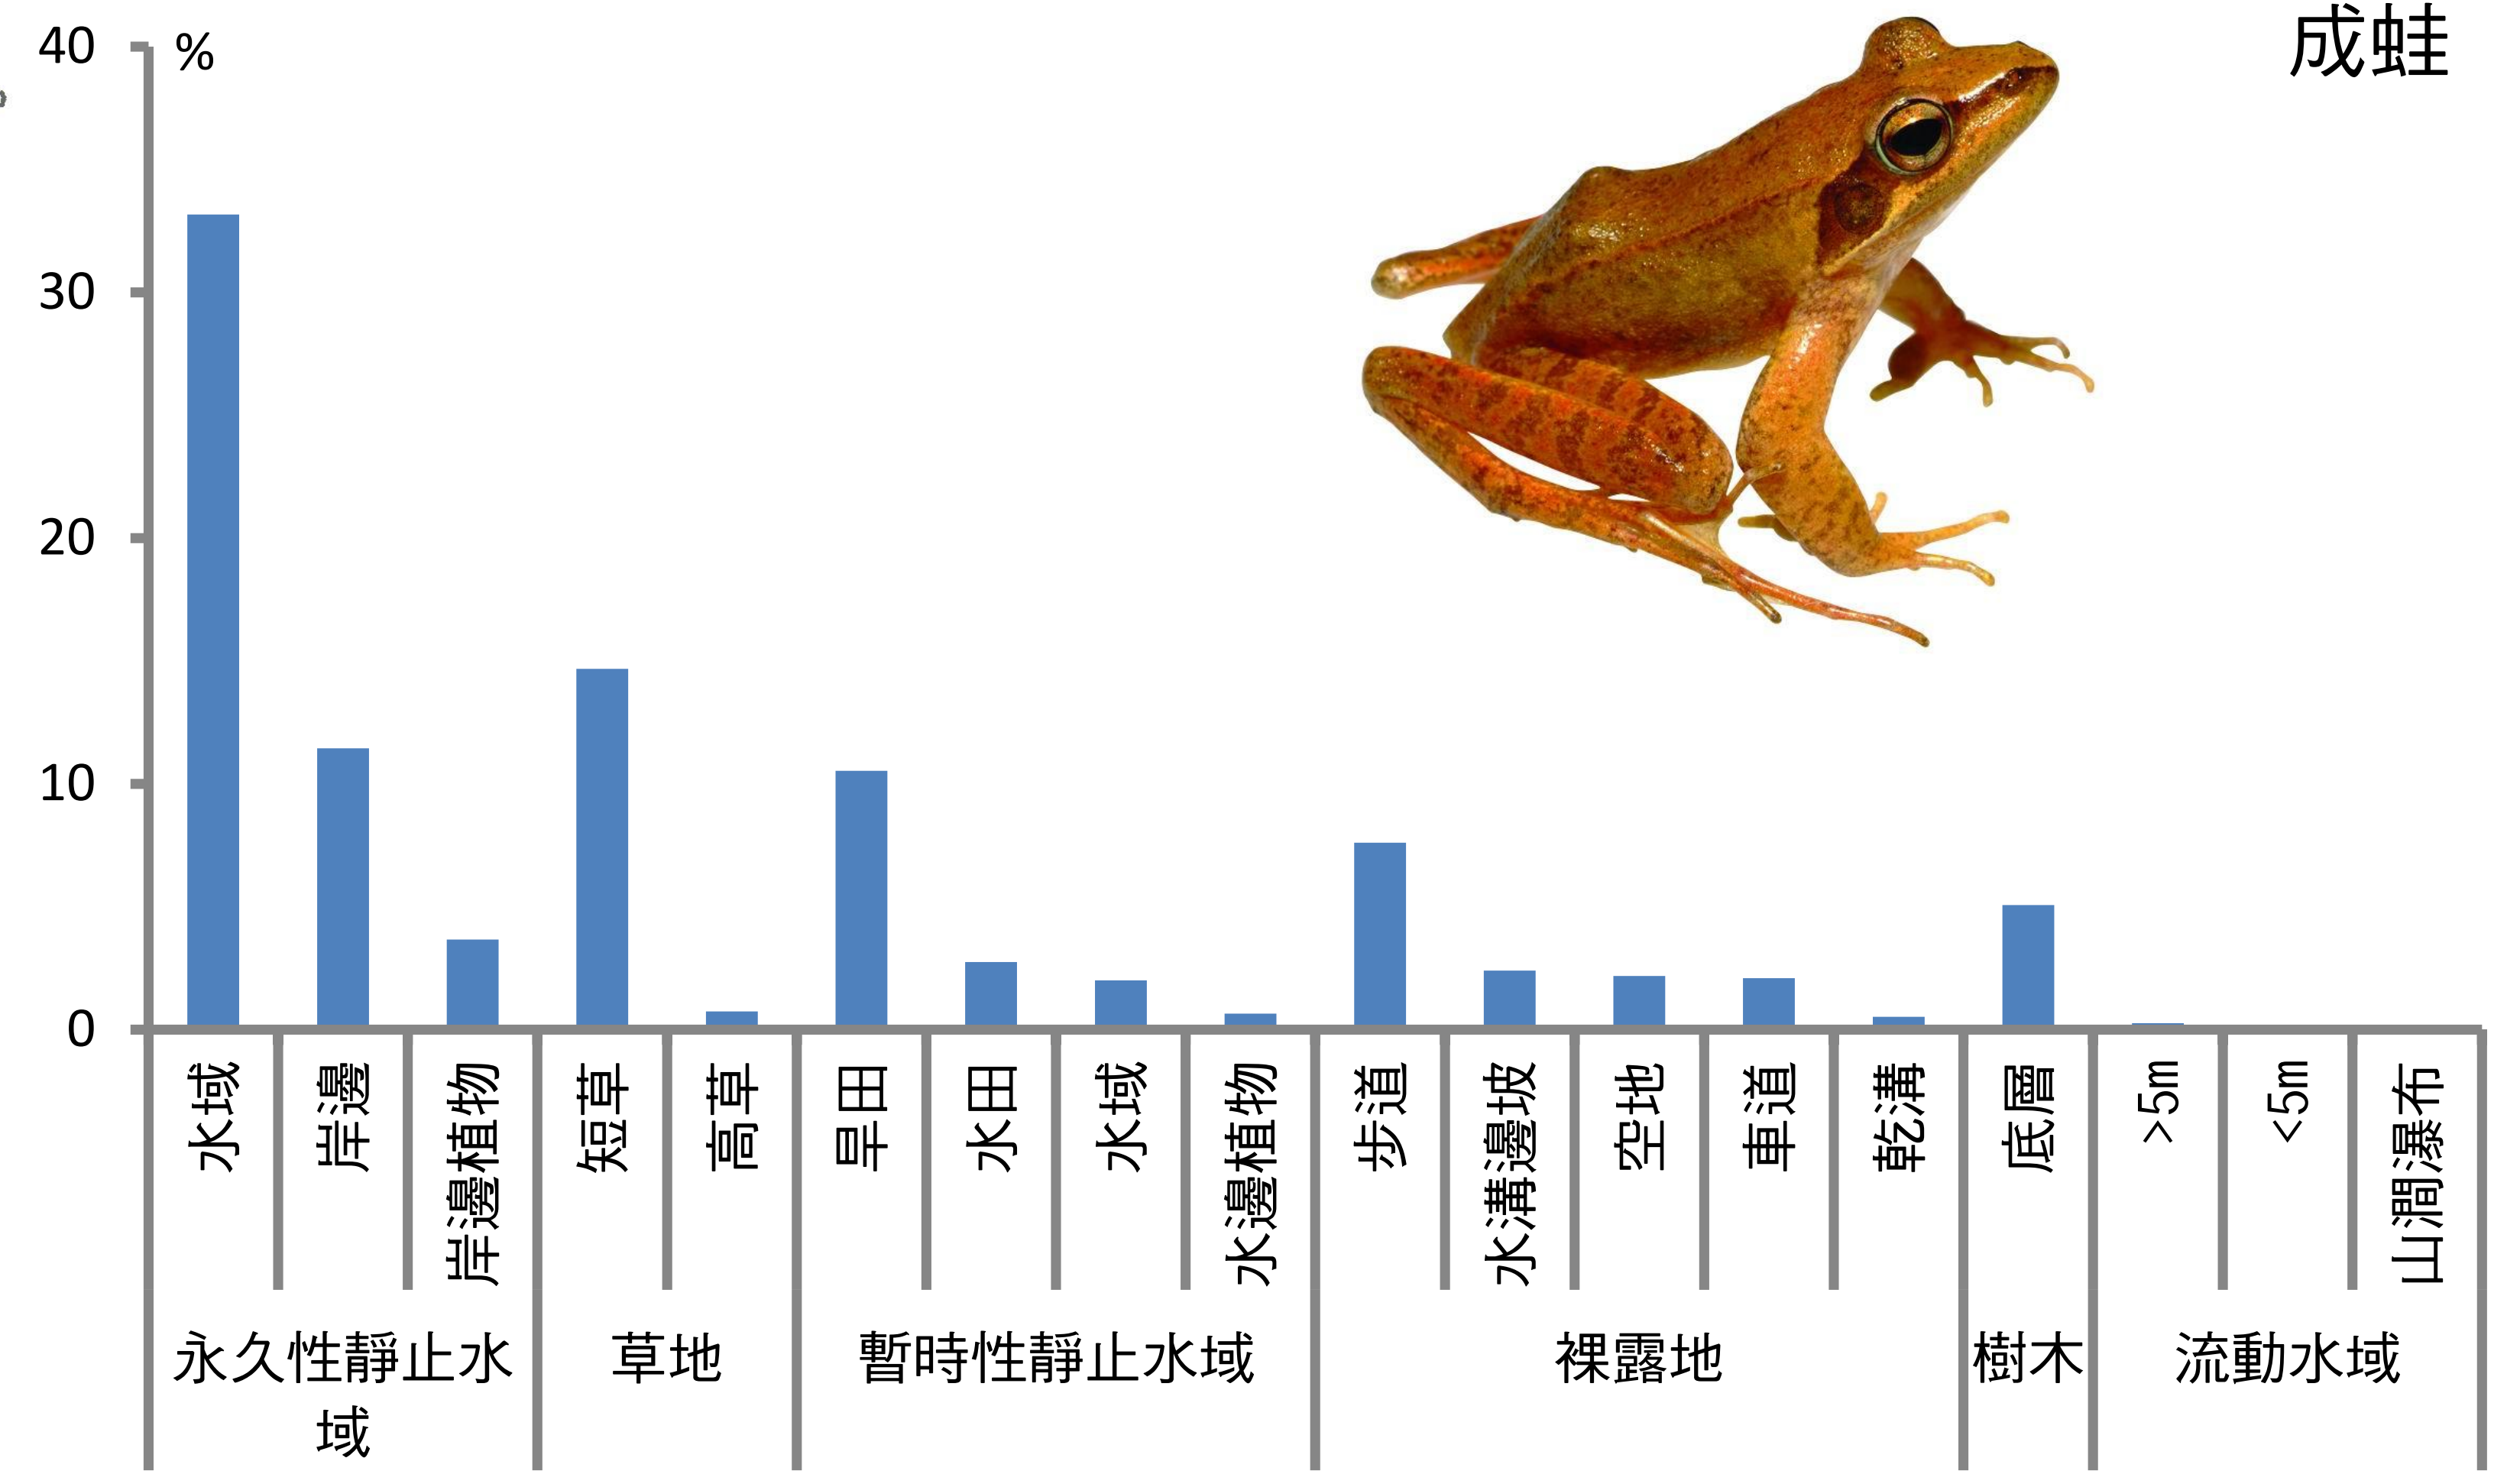 成蛙
%
40
30
20
10
0
水域
岸邊
岸邊植物
短草
高草
旱田
水田
水域
水邊植物
步道
水溝邊坡
空地
車道
乾溝
底層
>5m
<5m
山澗瀑布
永久性靜止水
域
草地
暫時性靜止水域
裸露地
樹木
流動水域